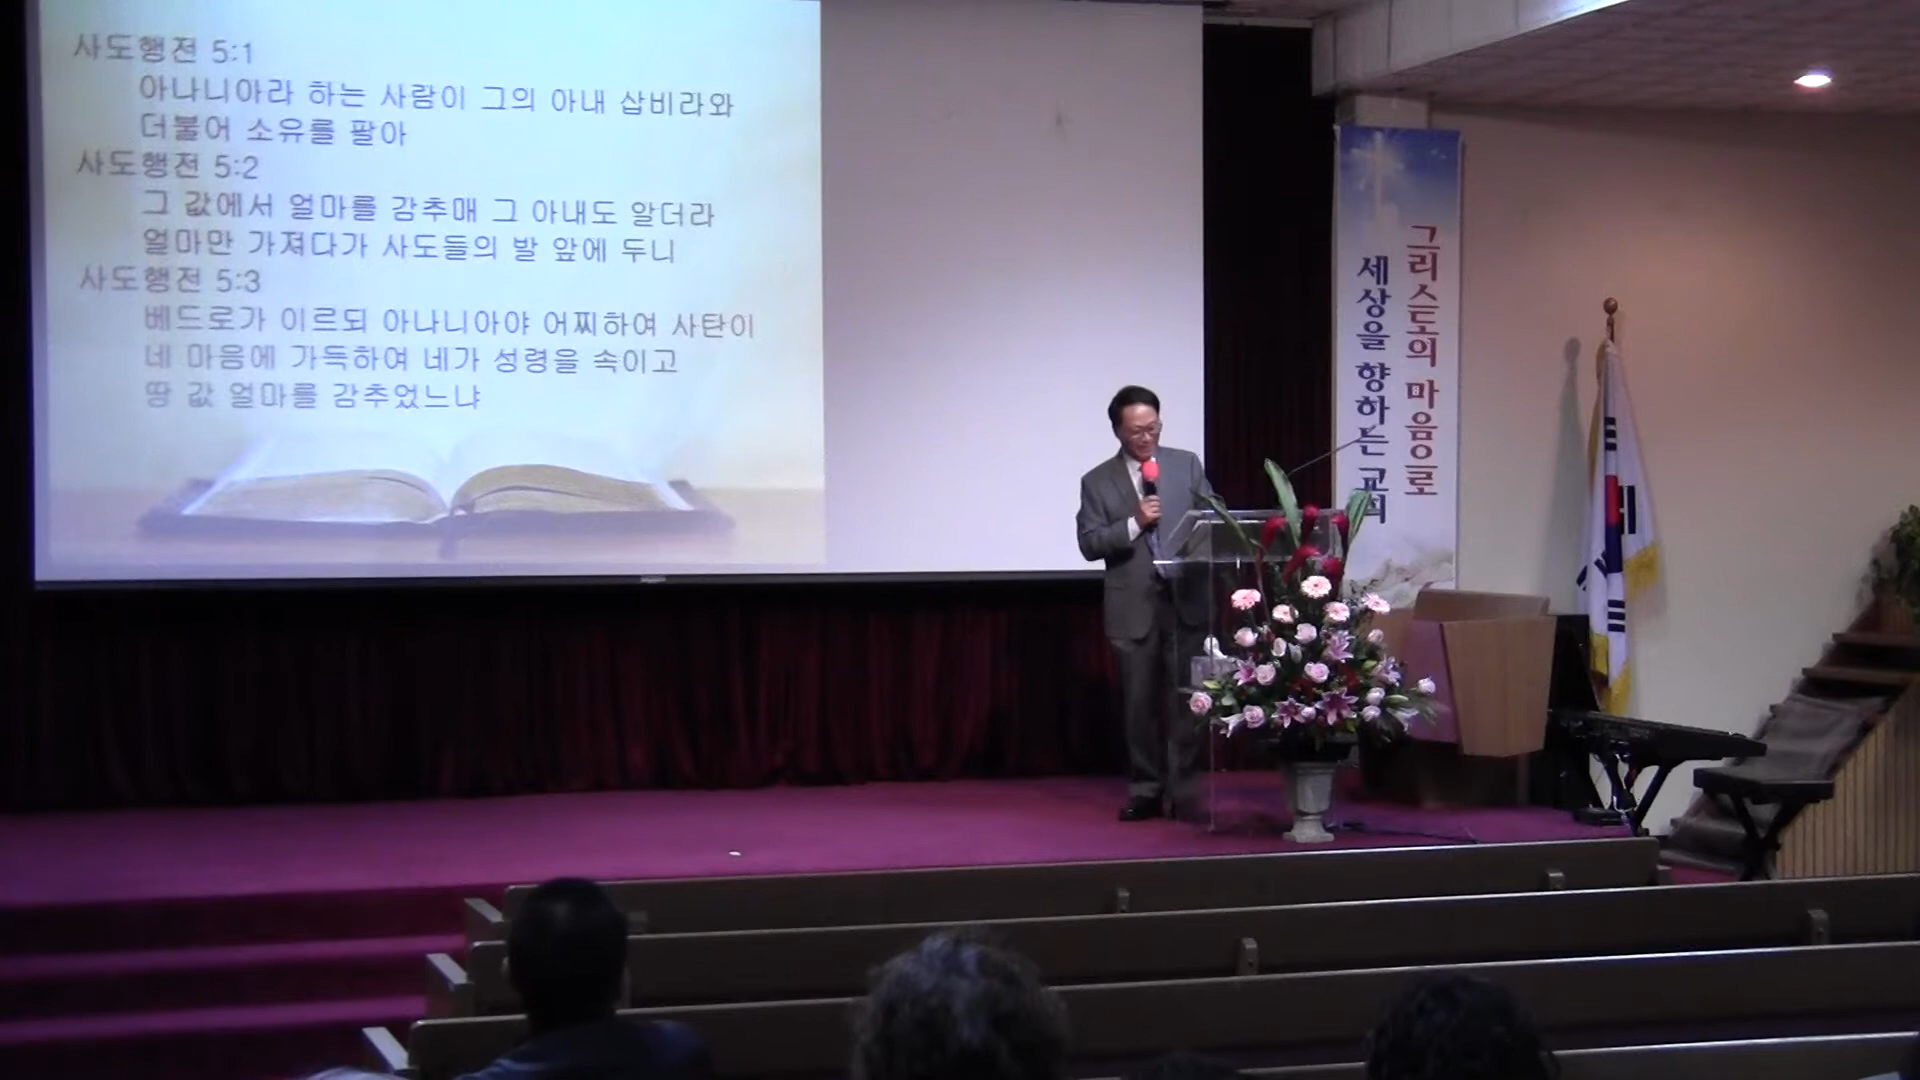 사도행전 5:1
아나니아라 하는 사람이 그의 아내 삽비라와
더불어 소유를 팔아
사도행전 5:2
그 값에서 얼마를 감추매 그 아내도 알더라
얼마만 가져다가 사도들의 발 앞에 두니
사도행전 5:3
베드로가 이르되 아나니아야 어찌하여 사탄이
네 마음에 가득하여 네가 성령을 속이고
땅 값 얼마를 감추었느냐
그리스도의 마음으로
세상을 향하는 교회